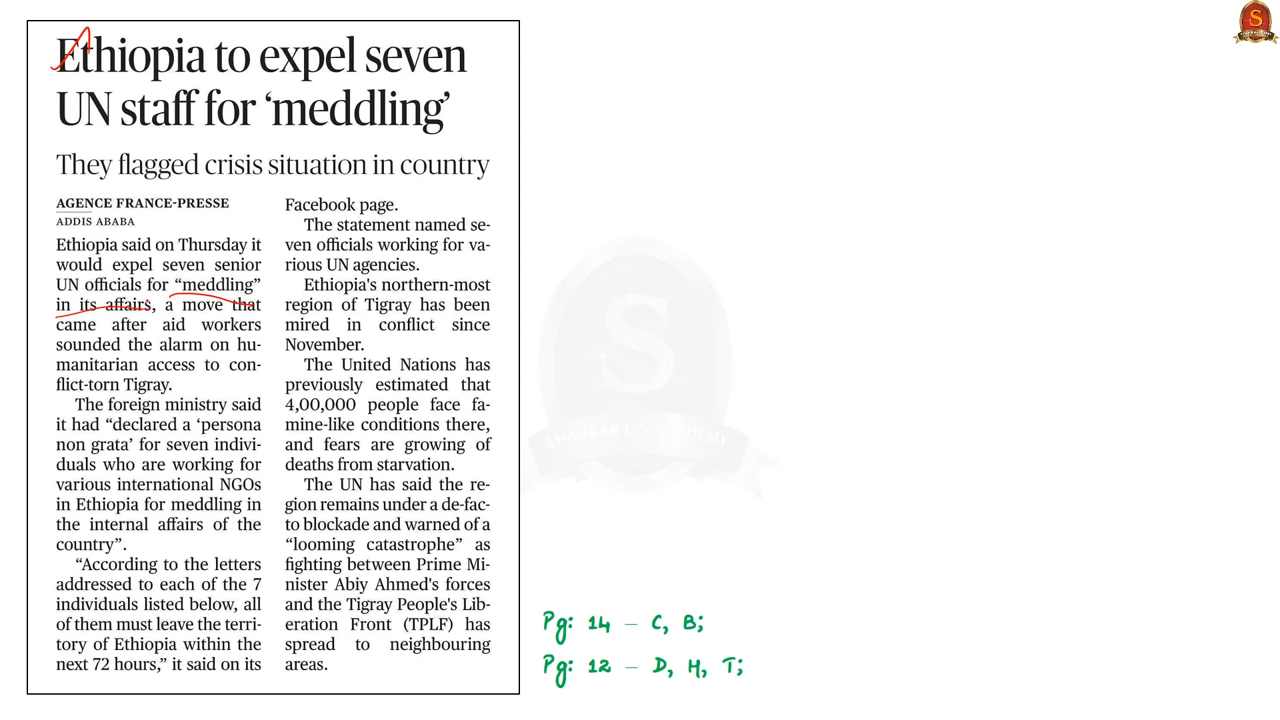 Ethiopia to expel seven
UN staff for ‘meddling’
They flagged crisis situation in country
AGENCE FRANCE-PRESSE
ADDIS ABABA
Ethiopia said on Thursday it
would expel seven senior
UN officials for “meddling”
in its affairs, a move that
came after aid workers
sounded the alarm on hu-
manitarian access to con-
flict-torn Tigray.
The foreign ministry said
it had “declared a ‘persona
non grata’ for seven indivi-
duals who are working for
various international NGOs
in Ethiopia for meddling in
the internal affairs of the
country”.
“According to the letters
addressed to each of the 7
individuals listed below, all
of them must leave the terri-
tory of Ethiopia within the
next 72 hours,” it said on its
Facebook page.
The statement named se-
ven officials working for va-
rious UN agencies.
Ethiopia's northern-most
region of Tigray has been
mired in conflict since
November.
The United Nations has
previously estimated that
4,00,000 people face fa-
mine-like conditions there,
and fears are growing of
deaths from starvation.
The UN has said the re-
gion remains under a de-fac-
to blockade and warned of a
“looming catastrophe” as
fighting between Prime Mi-
nister Abiy Ahmed's forces
and the Tigray People's Lib-
eration Front (TPLF) has
spread to neighbouring
areas.
S
SHANKAR IAS ACADEMY
Pg: 14 – C, B;
Pg: 12 – D, H, T;
S